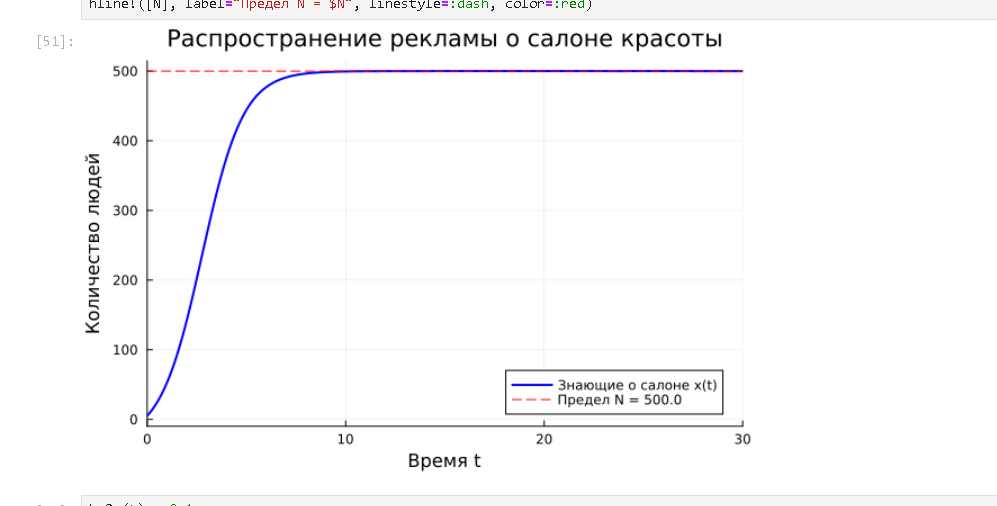 hline!([N], label="Предел N = $N", linestyle=:dash, color=:red)
[51]:
Распространение рекламы о салоне красоты
500
400
300
200
100
0
Количество людей
0 10 20 30
Время t
Знающие о салоне x(t)
Предел N = 500.0